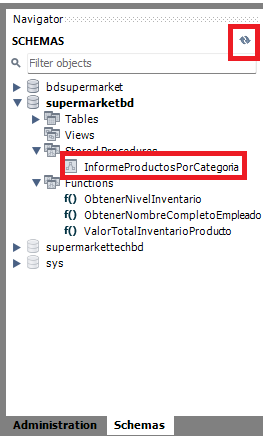 Navigator
SCHEMAS
Filter objects
bdsupermarket
supermarketbd
Tables
Views
Stored Procedures
InformeProductosPorCategoria
Functions
f() ObtenerNivelInventario
f() ObtenerNombreCompletoEmpleado
f() ValorTotalInventarioProducto
supermarkettechbd
sys
Administration Schemas